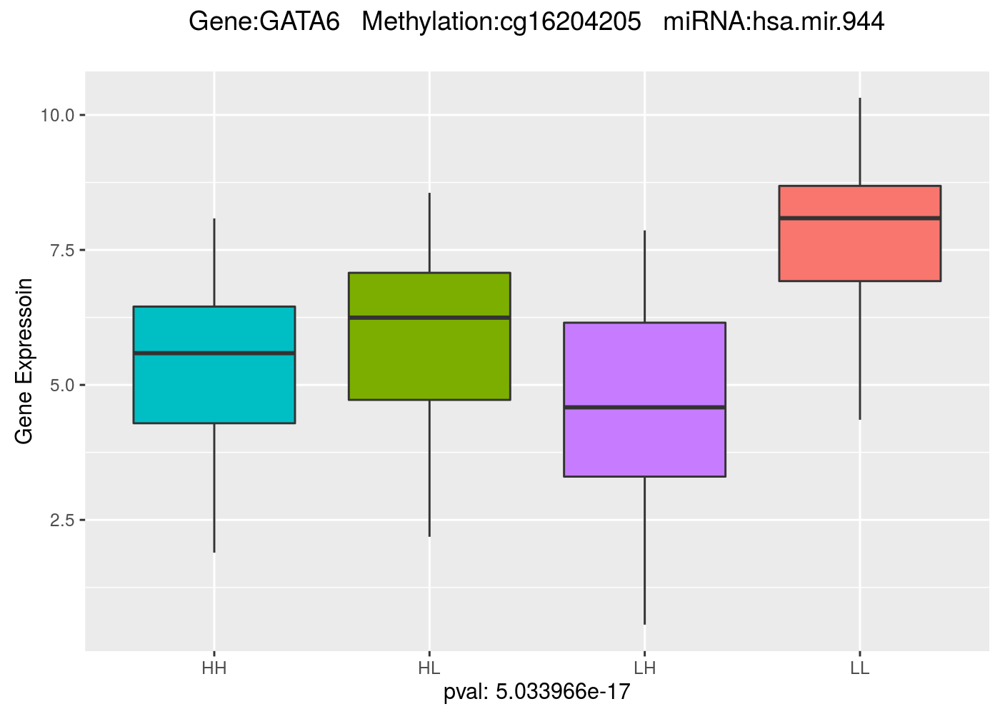 Gene:GATA6   Methylation:cg16204205   miRNA:hsa.mir.944
10.0
7.5
5.0
2.5
Gene Expressoin
HH HL LH LL
pval: 5.033966e-17